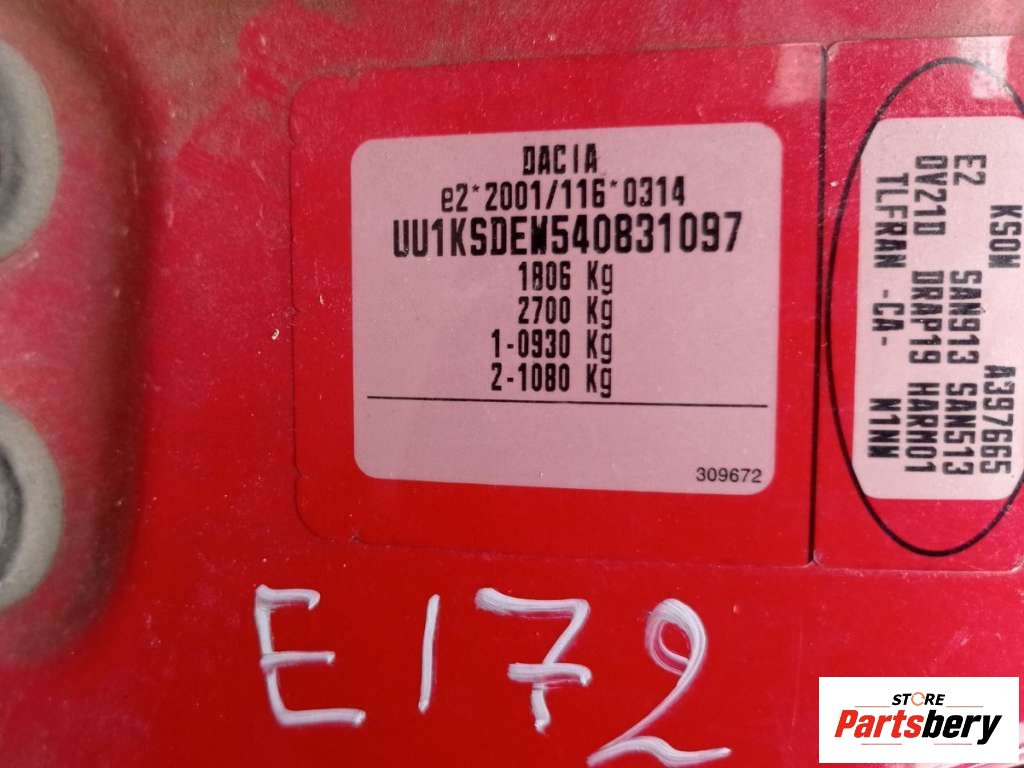 DACIA
e2*2001/116*0314
UU1KSDEW540831097
1806 Kg
2700 Kg
1-0930 Kg
2-1080 Kg
309672
KS0W A397665
E2 SAN913 SAN513
DV21D DRAP19 HARM01
TLFRAN -CA- N1NW
E172
STORE
Partsbery